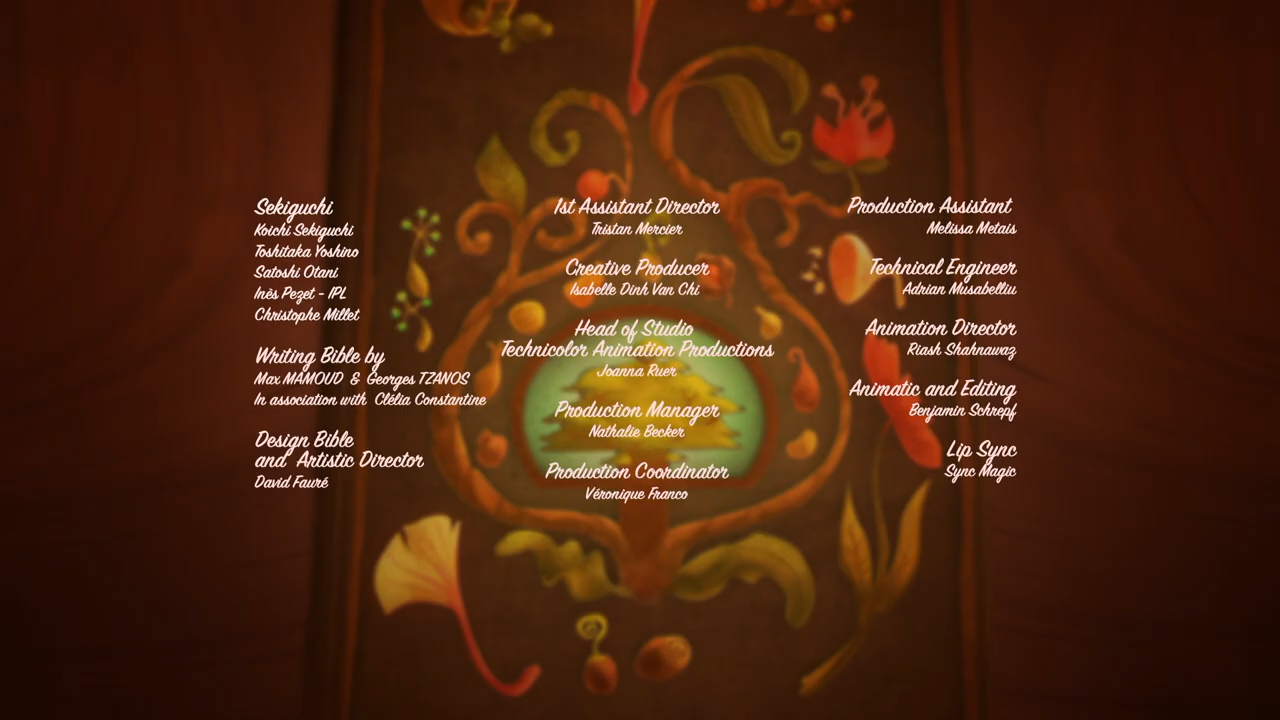 Sekiguchi
Koichi Sekiguchi
Toshitaka Yoshino
Satoshi Otani
Inès Pezet - IPL
Christophe Millet
Writing Bible by
Max MAMOUD & Georges TZANOS
In association with Clélia Constantine
Design Bible
and Artistic Director
David Fauré
1st Assistant Director
Tristan Mercier
Creative Producer
Isabelle Dinh Van Chi
Head of Studio
Technicolor Animation Productions
Joanna Ruer
Production Manager
Nathalie Becker
Production Coordinator
Véronique Franco
Production Assistant
Melissa Metais
Technical Engineer
Adrian Musabelliu
Animation Director
Riash Shahnawaz
Animatic and Editing
Benjamin Schrepf
Lip Sync
Sync Magic